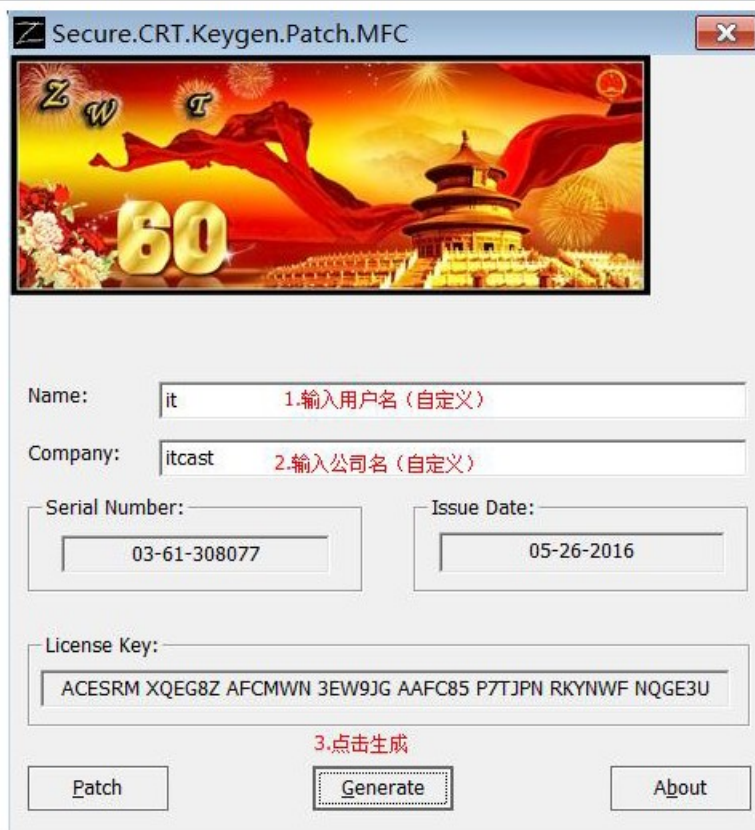 Secure.CRT.Keygen.Patch.MFC
Z W T
60
Name:
it
1.输入用户名（自定义）
Company:
itcast
2.输入公司名（自定义）
Serial Number:
Issue Date:
03-61-308077
05-26-2016
License Key:
ACESRM XQEG8Z AFCMWN 3EW9JG AAFC85 P7TJPN RKYNWF NQGE3U
3.点击生成
Patch
Generate
About